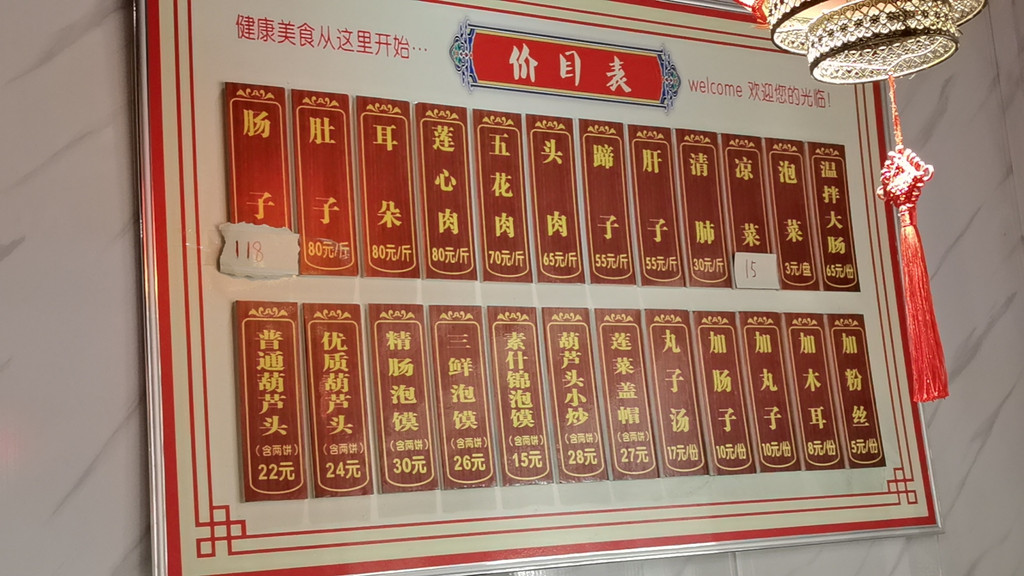 健康美食从这里开始…
价目表
welcome 欢迎您的光临!
肠子 118
肚子 80元/斤
耳朵 80元/斤
莲心肉 80元/斤
五花肉 70元/斤
头肉 65元/斤
蹄子 55元/斤
肝子 55元/斤
清肺 30元/斤
凉菜 15
泡菜 3元/盘
温拌大肠 65元/份
普通葫芦头 (含两饼) 22元
优质葫芦头 (含两饼) 24元
精肠泡馍 (含两饼) 30元
三鲜泡馍 (含两饼) 26元
素什锦泡馍 (含两饼) 15元
葫芦头小炒 (含两饼) 28元
莲菜盖帽 (含两饼) 27元
丸子汤 17元/份
加肠子 10元/份
加丸子 10元/份
加木耳 8元/份
加粉丝 5元/份